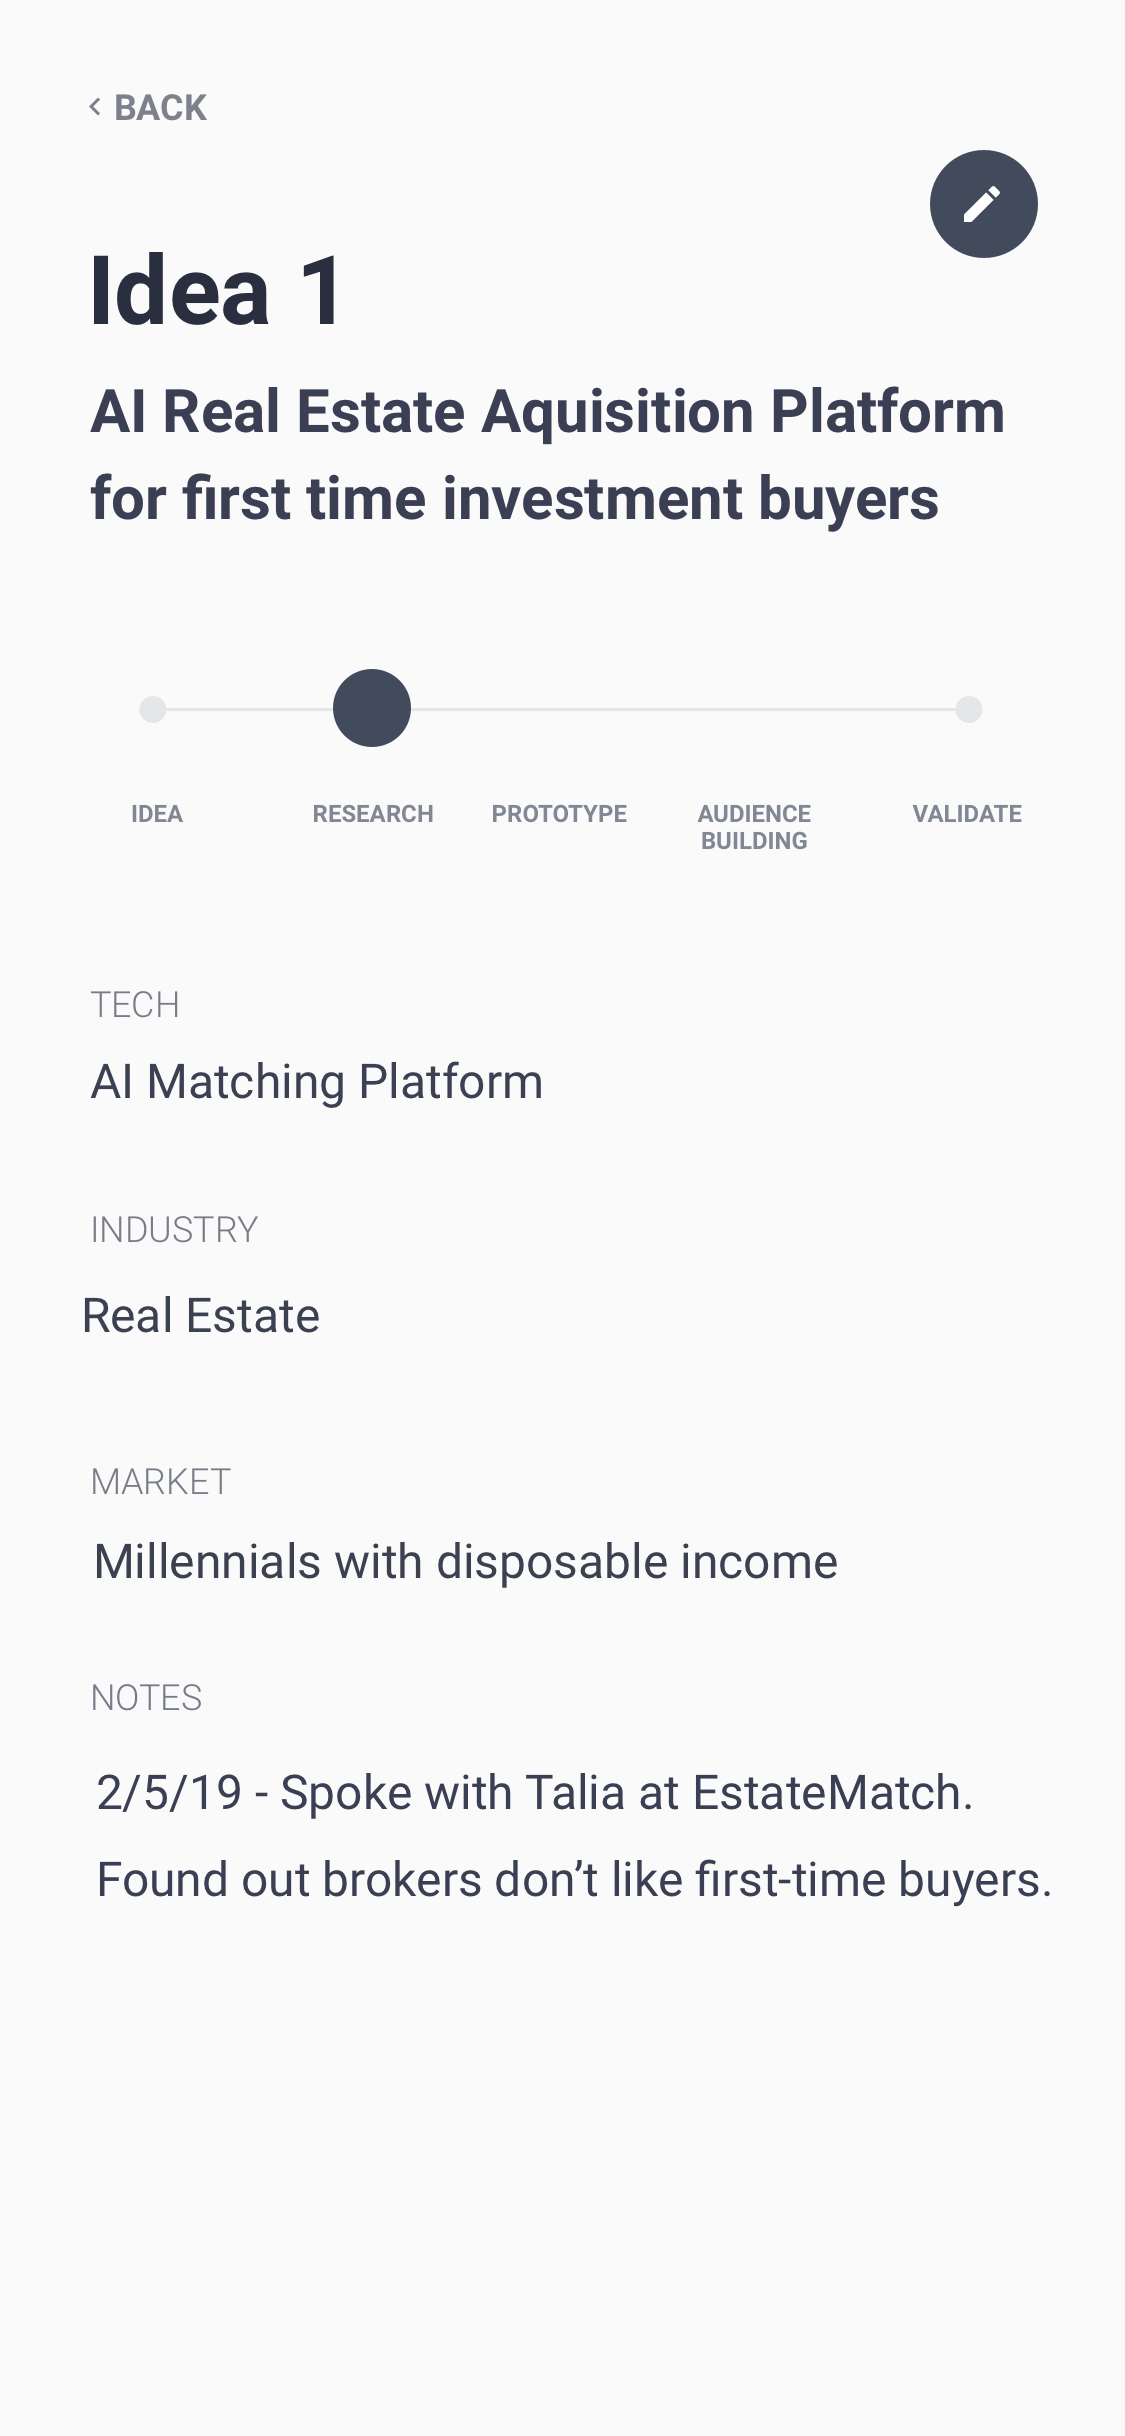 BACK
Idea 1
AI Real Estate Aquisition Platform
for first time investment buyers
IDEA
RESEARCH
PROTOTYPE
AUDIENCE
BUILDING
VALIDATE
TECH
AI Matching Platform
INDUSTRY
Real Estate
MARKET
Millennials with disposable income
NOTES
2/5/19 - Spoke with Talia at EstateMatch.
Found out brokers don’t like first-time buyers.